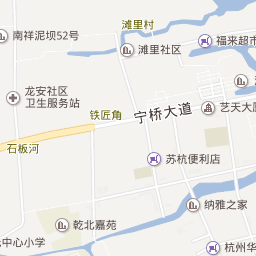 滩里村
南祥泥坝52号
福来超市
滩里社区
龙安社区
卫生服务站
铁匠角
宁桥大道
艺天大厦
石板河
苏杭便利店
纳雅之家
乾北嘉苑
中心小学
杭州华